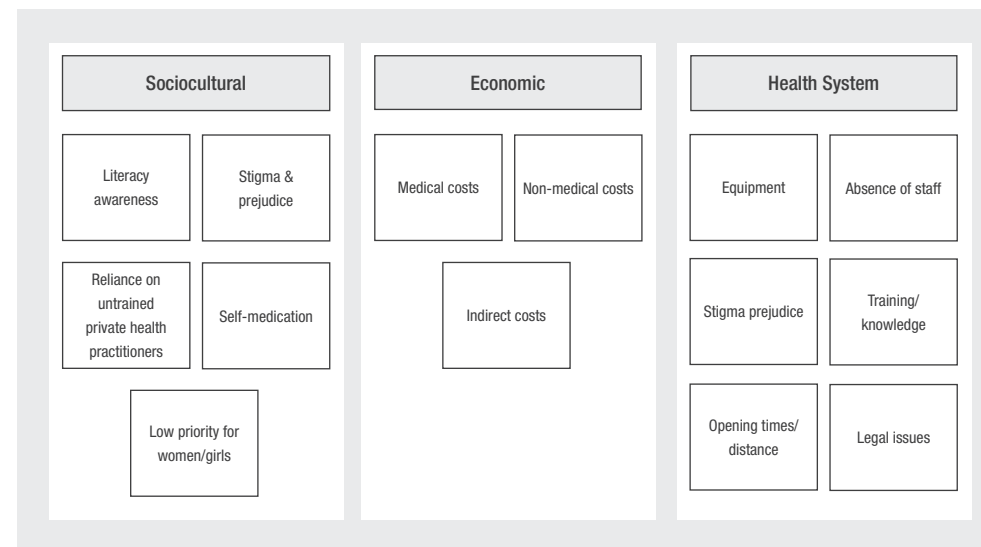 Sociocultural
Literacy
awareness
Stigma &
prejudice
Reliance on
untrained
private health
practitioners
Self-medication
Low priority for
women/girls
Economic
Medical costs
Non-medical costs
Indirect costs
Health System
Equipment
Absence of staff
Stigma prejudice
Training/
knowledge
Opening times/
distance
Legal issues